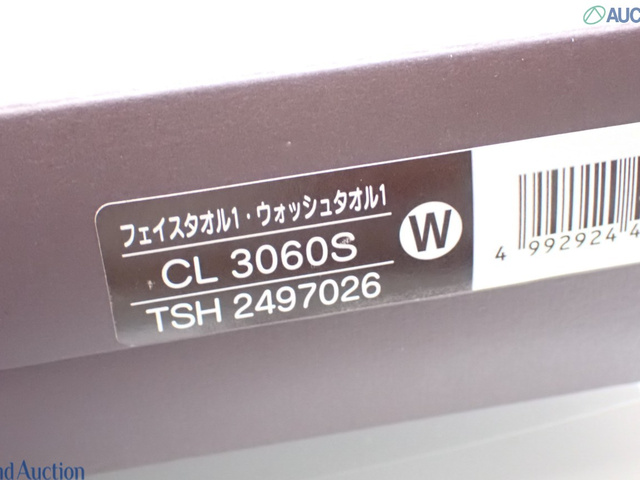 AUC
フェイスタオル1・ウォッシュタオル1
CL 3060S
TSH 2497026
W
4 992924 4
nd Auction